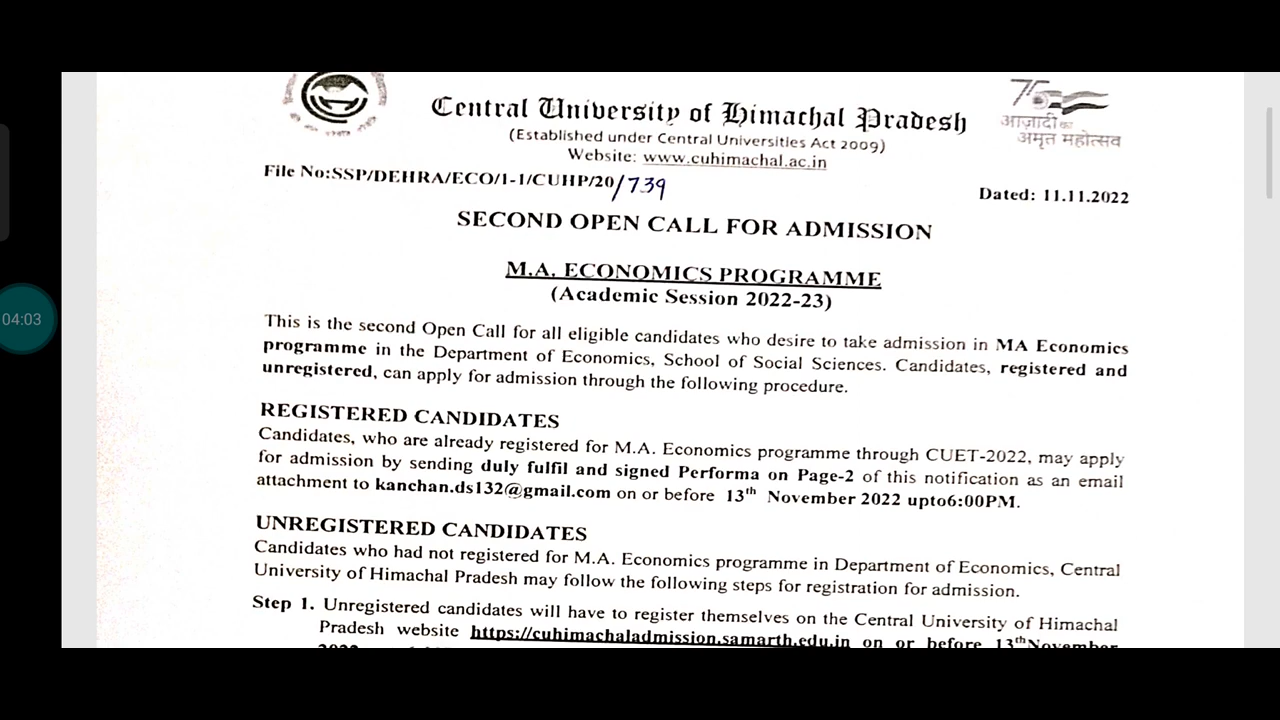 Central University of Himachal Pradesh
(Established under Central Universities Act 2009)
Website: www.cuhimachal.ac.in
आज़ादी का
अमृत महोत्सव
File No:SSP/DEHRA/ECO/1-1/CUHP/20/739
Dated: 11.11.2022
SECOND OPEN CALL FOR ADMISSION
M.A. ECONOMICS PROGRAMME
(Academic Session 2022-23)
04:03
This is the second Open Call for all eligible candidates who desire to take admission in MA Economics
programme in the Department of Economics, School of Social Sciences. Candidates, registered and
unregistered, can apply for admission through the following procedure.
REGISTERED CANDIDATES
Candidates, who are already registered for M.A. Economics programme through CUET-2022, may apply
for admission by sending duly fulfil and signed Performa on Page-2 of this notification as an email
attachment to kanchan.ds132@gmail.com on or before 13th November 2022 upto6:00PM.
UNREGISTERED CANDIDATES
Candidates who had not registered for M.A. Economics programme in Department of Economics, Central
University of Himachal Pradesh may follow the following steps for registration for admission.
Step 1. Unregistered candidates will have to register themselves on the Central University of Himachal
Pradesh website https://cuhimachaladmission.samarth.edu.in on or before 13thNovember